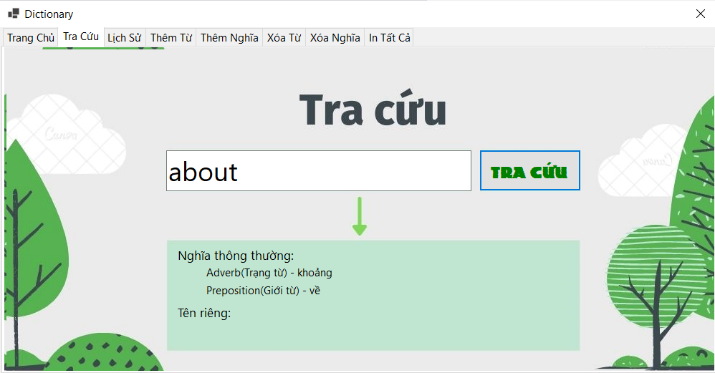 Dictionary
Trang Chủ Tra Cứu Lịch Sử Thêm Từ Thêm Nghĩa Xóa Từ Xóa Nghĩa In Tất Cả
Tra cứu
about
TRA CỨU
Nghĩa thông thường:
Adverb(Trạng từ) - khoảng
Preposition(Giới từ) - về
Tên riêng:
Canva